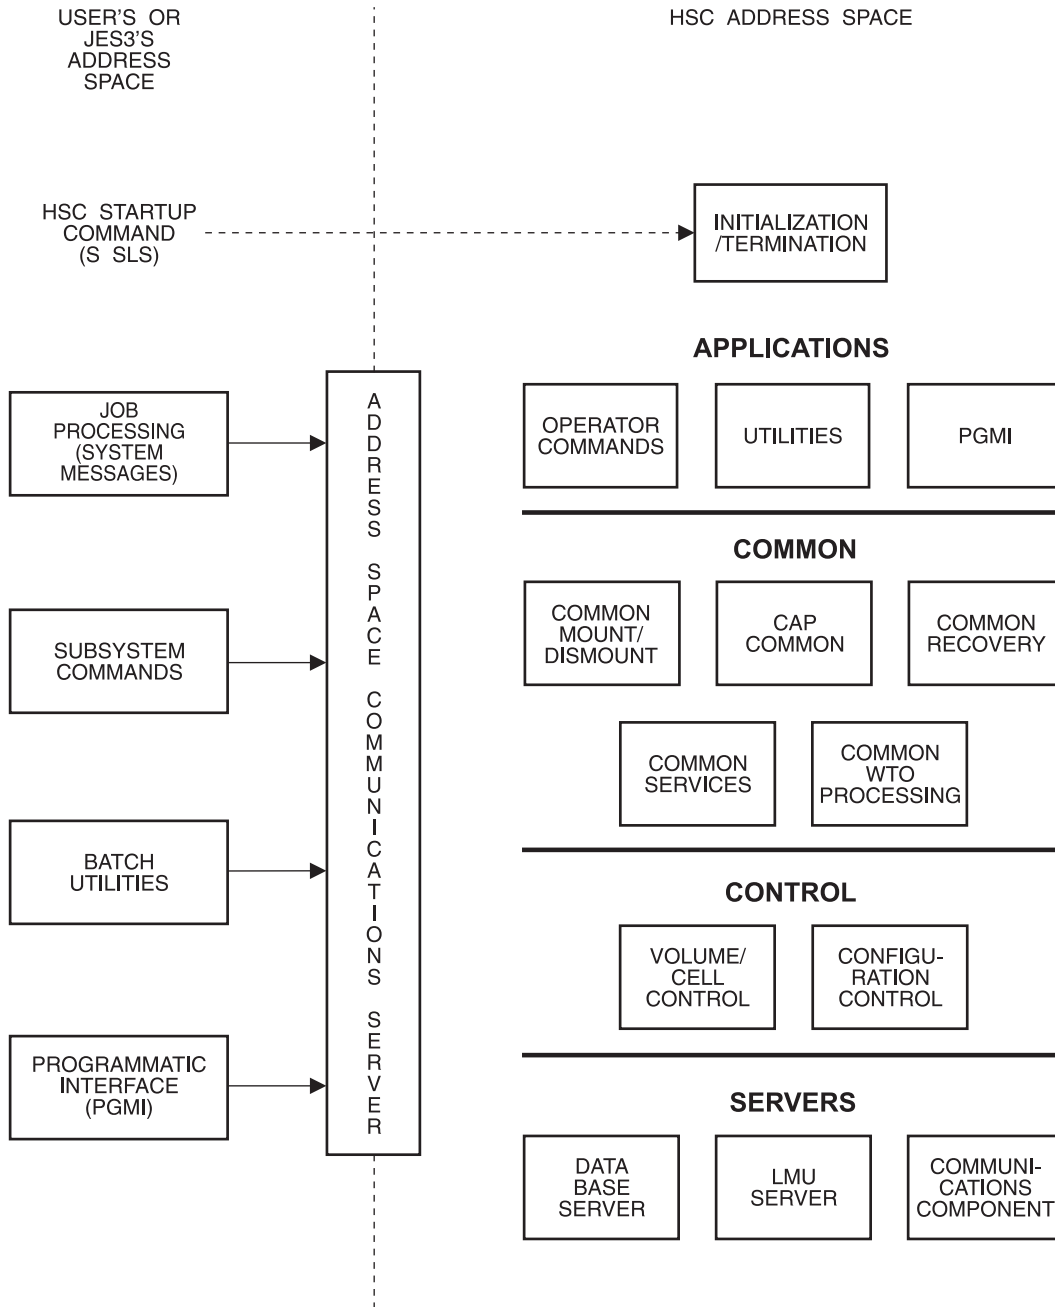 USER'S OR
JES3'S
ADDRESS
SPACE
HSC ADDRESS SPACE
HSC STARTUP
COMMAND
(S SLS)
INITIALIZATION
/TERMINATION
APPLICATIONS
JOB
PROCESSING
(SYSTEM
MESSAGES)
SUBSYSTEM
COMMANDS
BATCH
UTILITIES
PROGRAMMATIC
INTERFACE
(PGMI)
ADDRESS SPACE COMMUNICATIONS SERVER
OPERATOR
COMMANDS
UTILITIES
PGMI
COMMON
COMMON
MOUNT/
DISMOUNT
CAP
COMMON
COMMON
RECOVERY
COMMON
SERVICES
COMMON
WTO
PROCESSING
CONTROL
VOLUME/
CELL
CONTROL
CONFIGU-
RATION
CONTROL
SERVERS
DATA
BASE
SERVER
LMU
SERVER
COMMUNI-
CATIONS
COMPONENT